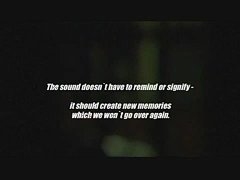 The sound doesn`t have to remind or signify -
it should create new memories
which we won`t go over again.